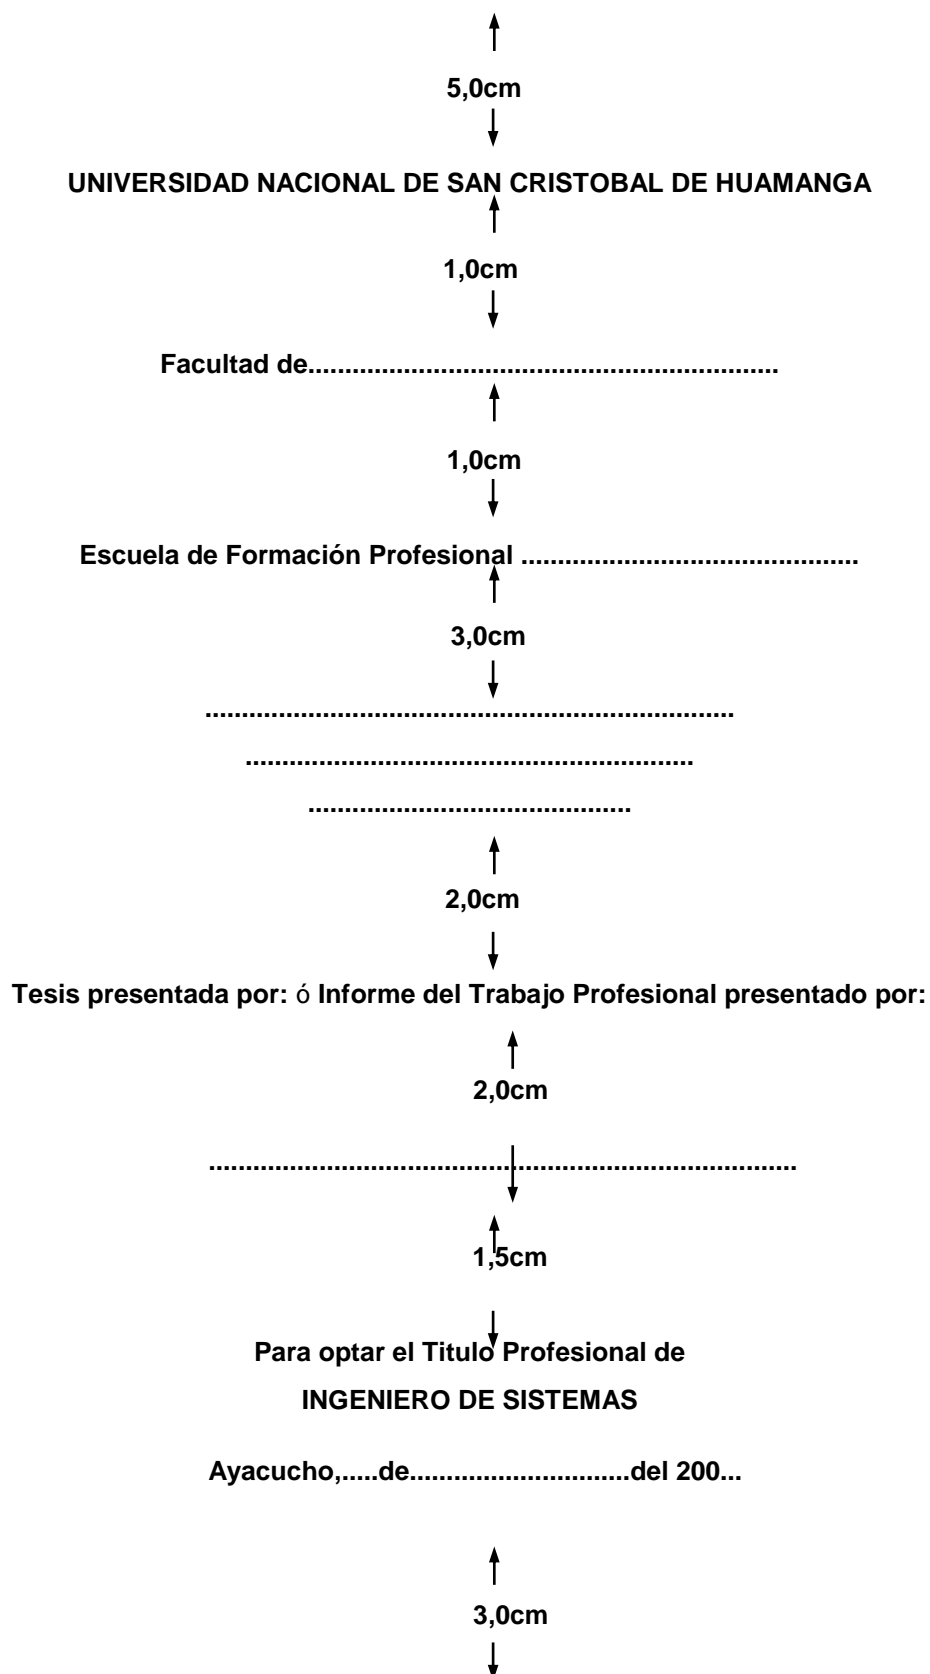 5,0cm
UNIVERSIDAD NACIONAL DE SAN CRISTOBAL DE HUAMANGA
1,0cm
Facultad de................................................................
1,0cm
Escuela de Formación Profesional ..............................................
3,0cm
........................................................................
.............................................................
............................................
2,0cm
Tesis presentada por: ó Informe del Trabajo Profesional presentado por:
2,0cm
................................................................................
1,5cm
Para optar el Titulo Profesional de
INGENIERO DE SISTEMAS
Ayacucho,.....de..............................del 200...
3,0cm